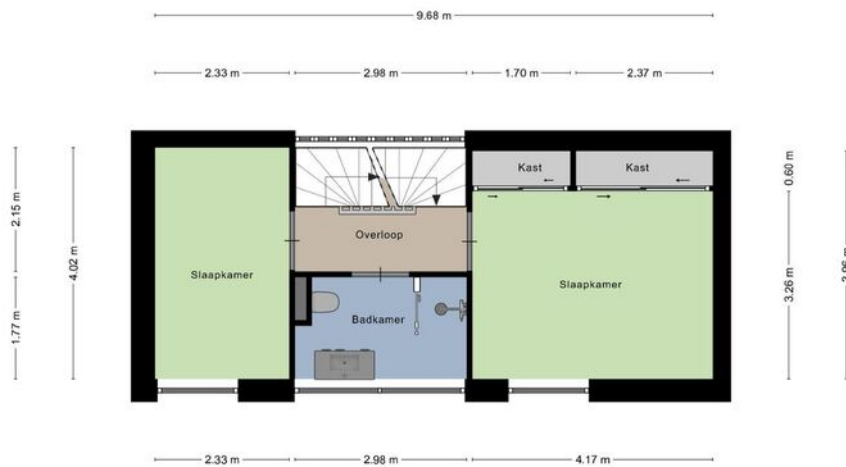 9.68 m
2.33 m
2.98 m
1.70 m
2.37 m
Kast
Kast
0.60 m
2.15 m
4.02 m
Overloop
Slaapkamer
Slaapkamer
3.26 m
1.77 m
Badkamer
2.33 m
2.98 m
4.17 m